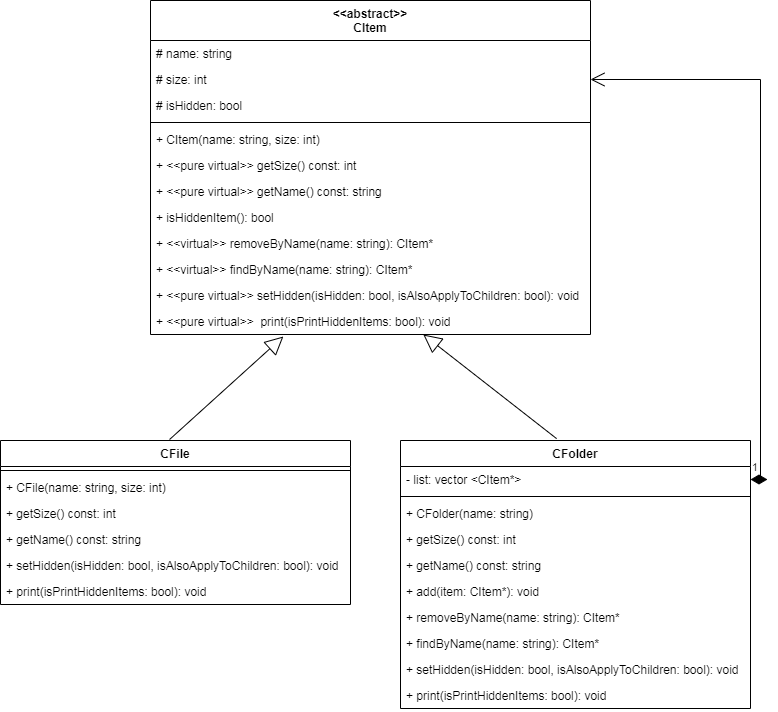 <<abstract>>
CItem
# name: string
# size: int
# isHidden: bool
+ CItem(name: string, size: int)
+ <<pure virtual>> getSize() const: int
+ <<pure virtual>> getName() const: string
+ isHiddenItem(): bool
+ <<virtual>> removeByName(name: string): CItem*
+ <<virtual>> findByName(name: string): CItem*
+ <<pure virtual>> setHidden(isHidden: bool, isAlsoApplyToChildren: bool): void
+ <<pure virtual>>  print(isPrintHiddenItems: bool): void
CFile
+ CFile(name: string, size: int)
+ getSize() const: int
+ getName() const: string
+ setHidden(isHidden: bool, isAlsoApplyToChildren: bool): void
+ print(isPrintHiddenItems: bool): void
CFolder
1
- list: vector <CItem*>
+ CFolder(name: string)
+ getSize() const: int
+ getName() const: string
+ add(item: CItem*): void
+ removeByName(name: string): CItem*
+ findByName(name: string): CItem*
+ setHidden(isHidden: bool, isAlsoApplyToChildren: bool): void
+ print(isPrintHiddenItems: bool): void